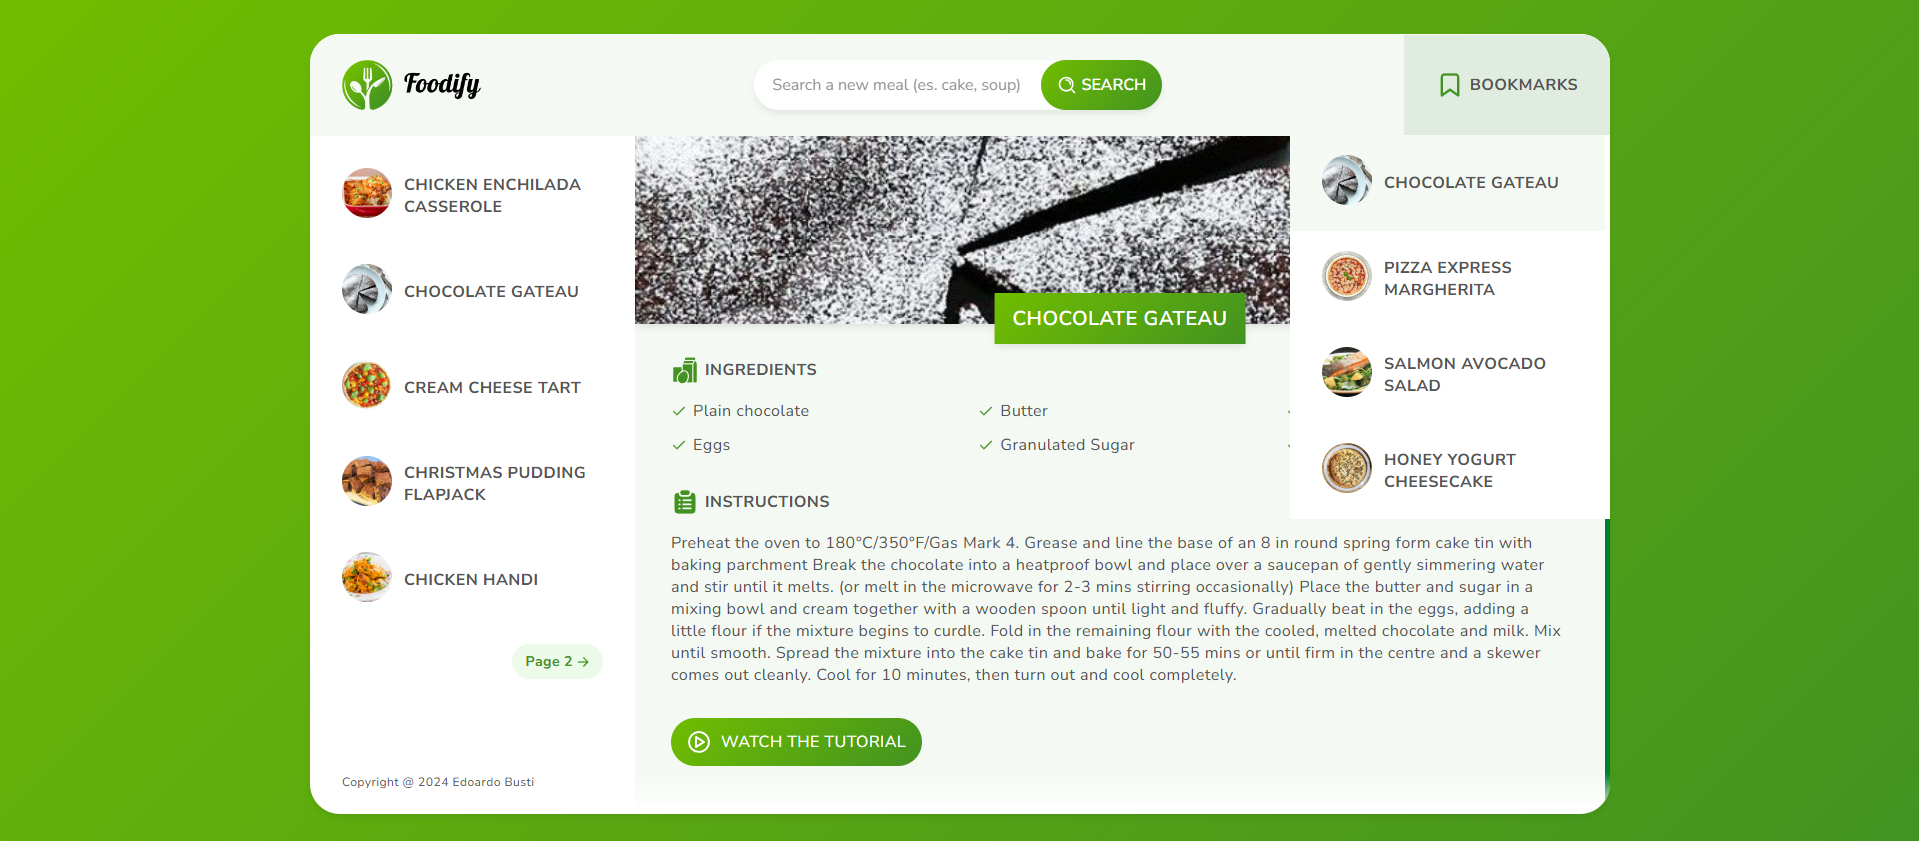 Foodify
Search a new meal (es. cake, soup)
SEARCH
BOOKMARKS
CHICKEN ENCHILADA
CASSEROLE
CHOCOLATE GATEAU
CREAM CHEESE TART
CHRISTMAS PUDDING
FLAPJACK
CHICKEN HANDI
Page 2 →
Copyright @ 2024 Edoardo Busti
CHOCOLATE GATEAU
INGREDIENTS
Plain chocolate
Butter
Eggs
Granulated Sugar
INSTRUCTIONS
Preheat the oven to 180°C/350°F/Gas Mark 4. Grease and line the base of an 8 in round spring form cake tin with
baking parchment Break the chocolate into a heatproof bowl and place over a saucepan of gently simmering water
and stir until it melts. (or melt in the microwave for 2-3 mins stirring occasionally) Place the butter and sugar in a
mixing bowl and cream together with a wooden spoon until light and fluffy. Gradually beat in the eggs, adding a
little flour if the mixture begins to curdle. Fold in the remaining flour with the cooled, melted chocolate and milk. Mix
until smooth. Spread the mixture into the cake tin and bake for 50-55 mins or until firm in the centre and a skewer
comes out cleanly. Cool for 10 minutes, then turn out and cool completely.
WATCH THE TUTORIAL
CHOCOLATE GATEAU
PIZZA EXPRESS
MARGHERITA
SALMON AVOCADO
SALAD
HONEY YOGURT
CHEESECAKE